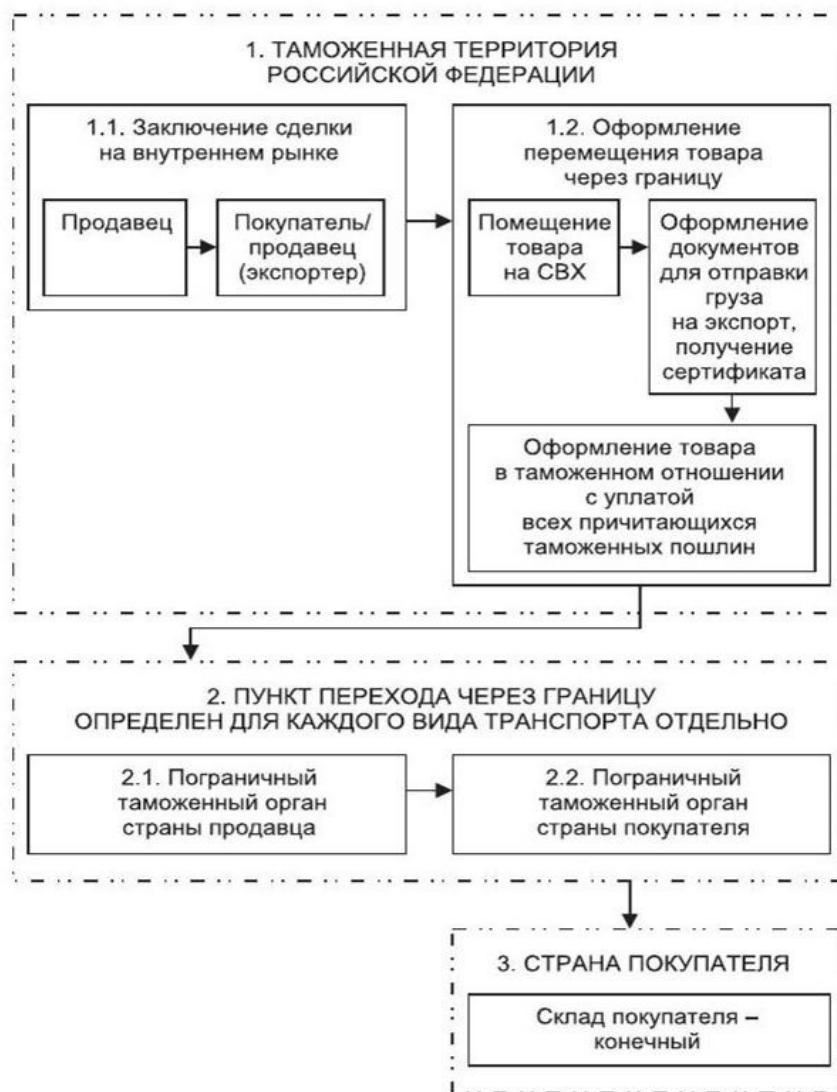 1. ТАМОЖЕННАЯ ТЕРРИТОРИЯ
РОССИЙСКОЙ ФЕДЕРАЦИИ
1.1. Заключение сделки
на внутреннем рынке
Продавец
Покупатель/
продавец
(экспортер)
1.2. Оформление
перемещения товара
через границу
Помещение
товара
на СВХ
Оформление
документов
для отправки
груза
на экспорт,
получение
сертификата
Оформление товара
в таможенном отношении
с уплатой
всех причитающихся
таможенных пошлин
2. ПУНКТ ПЕРЕХОДА ЧЕРЕЗ ГРАНИЦУ
ОПРЕДЕЛЕН ДЛЯ КАЖДОГО ВИДА ТРАНСПОРТА ОТДЕЛЬНО
2.1. Пограничный
таможенный орган
страны продавца
2.2. Пограничный
таможенный орган
страны покупателя
3. СТРАНА ПОКУПАТЕЛЯ
Склад покупателя –
конечный